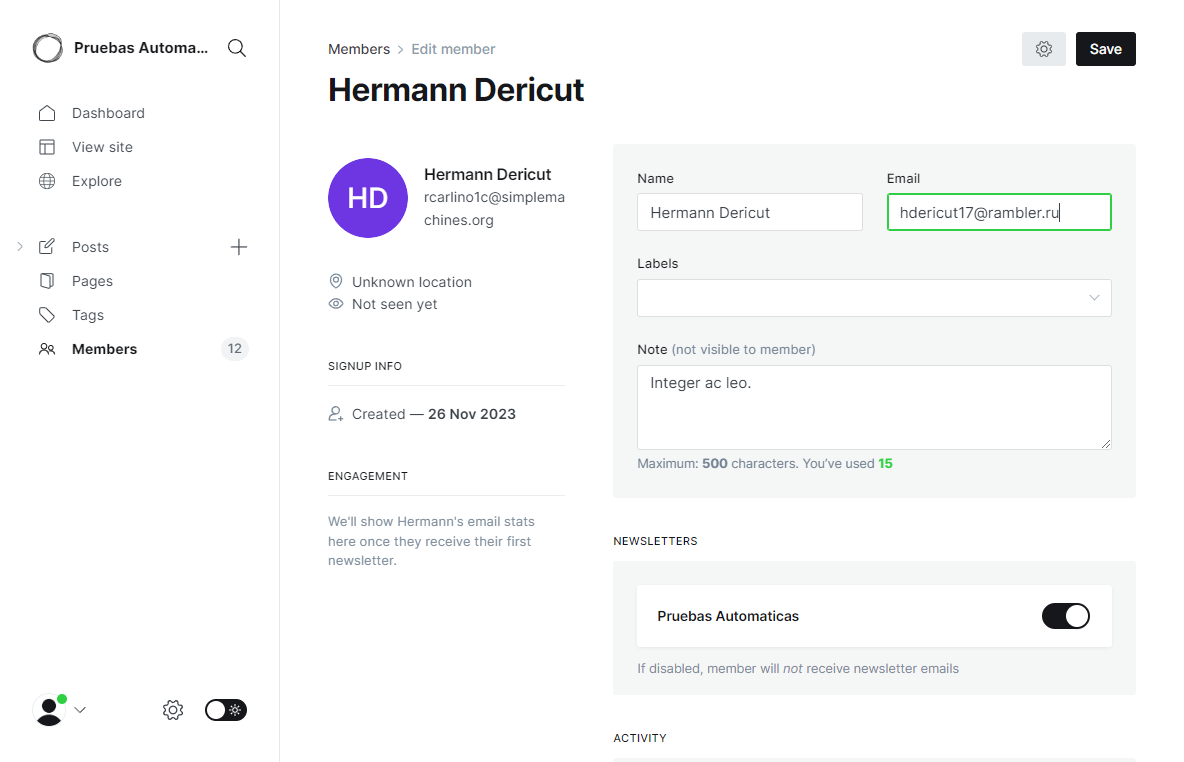 Pruebas Automa...
Dashboard
View site
Explore
Posts
Pages
Tags
Members 12
Members > Edit member
Save
Hermann Dericut
HD
Hermann Dericut
rcarlino1c@simplema
chines.org
Unknown location
Not seen yet
SIGNUP INFO
Created — 26 Nov 2023
ENGAGEMENT
We'll show Hermann's email stats
here once they receive their first
newsletter.
Name
Hermann Dericut
Email
hdericut17@rambler.ru
Labels
Note (not visible to member)
Integer ac leo.
Maximum: 500 characters. You've used 15
NEWSLETTERS
Pruebas Automaticas
If disabled, member will not receive newsletter emails
ACTIVITY